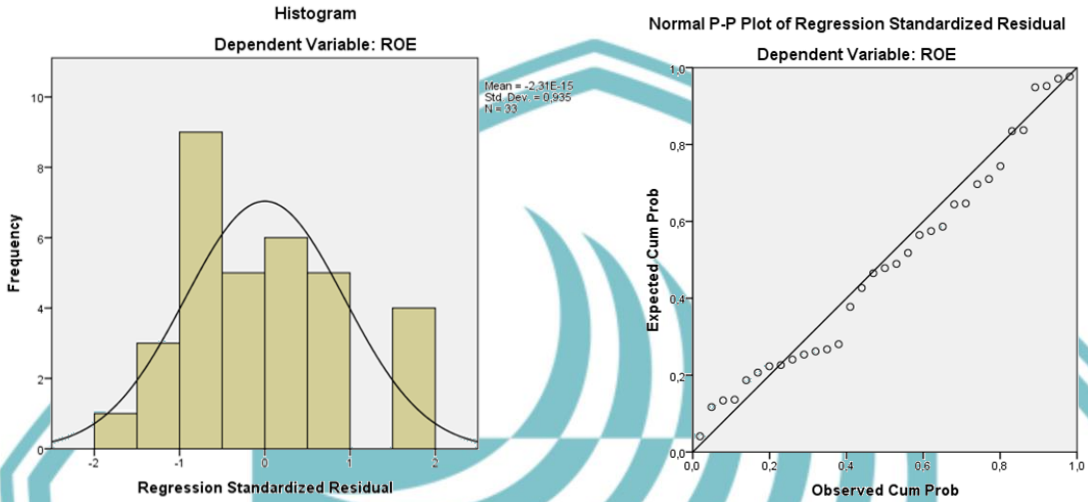 Histogram
Dependent Variable: ROE
Mean = -2,31E-15
Std. Dev. = 0,935
N = 33
10
8
6
4
2
0
Frequency
-2
-1
0
1
2
Regression Standardized Residual
Normal P-P Plot of Regression Standardized Residual
Dependent Variable: ROE
1,0
0,8
0,6
0,4
0,2
0,0
Expected Cum Prob
0,0
0,2
0,4
0,6
0,8
1,0
Observed Cum Prob